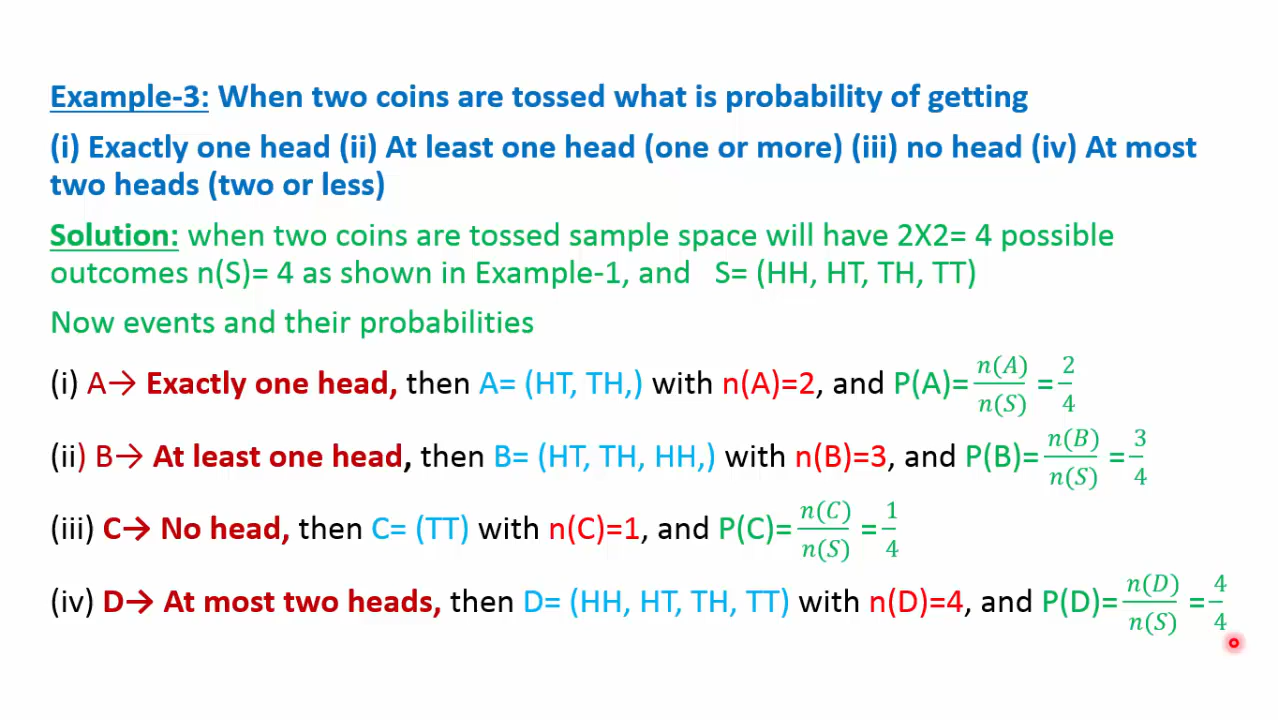 Example-3: When two coins are tossed what is probability of getting
(i) Exactly one head (ii) At least one head (one or more) (iii) no head (iv) At most
two heads (two or less)
Solution: when two coins are tossed sample space will have 2X2= 4 possible
outcomes n(S)= 4 as shown in Example-1, and S= (HH, HT, TH, TT)
Now events and their probabilities
(i) A→ Exactly one head, then A= (HT, TH,) with n(A)=2, and P(A)= n(A)/n(S) = 2/4
(ii) B→ At least one head, then B= (HT, TH, HH,) with n(B)=3, and P(B)= n(B)/n(S) = 3/4
(iii) C→ No head, then C= (TT) with n(C)=1, and P(C)= n(C)/n(S) = 1/4
(iv) D→ At most two heads, then D= (HH, HT, TH, TT) with n(D)=4, and P(D)= n(D)/n(S) = 4/4